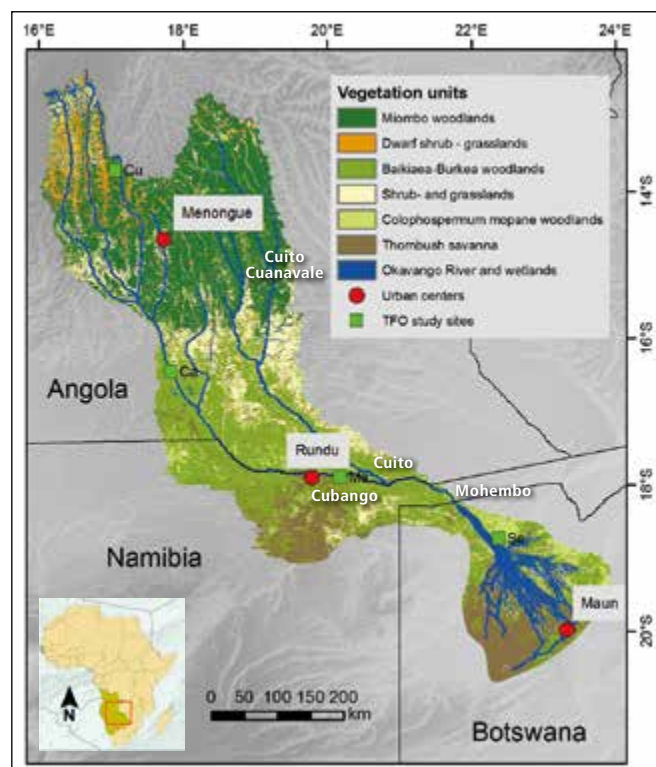 16°E 18°E 20°E 22°E 24°E
Vegetation units
Miombo woodlands
Dwarf shrub - grasslands
Baikiaea-Burkea woodlands
Shrub- and grasslands
Colophospermum mopane woodlands
Thornbush savanna
Okavango River and wetlands
Urban centers
TFO study sites
14°S
Cu
Menongue
Cuito
Cuanavale
16°S
Ca
Angola
Rundu
Cuito
Ma
Cubango
Mohembo
18°S
Namibia
Se
Maun
20°S
N
0 50 100 150 200
km
Botswana